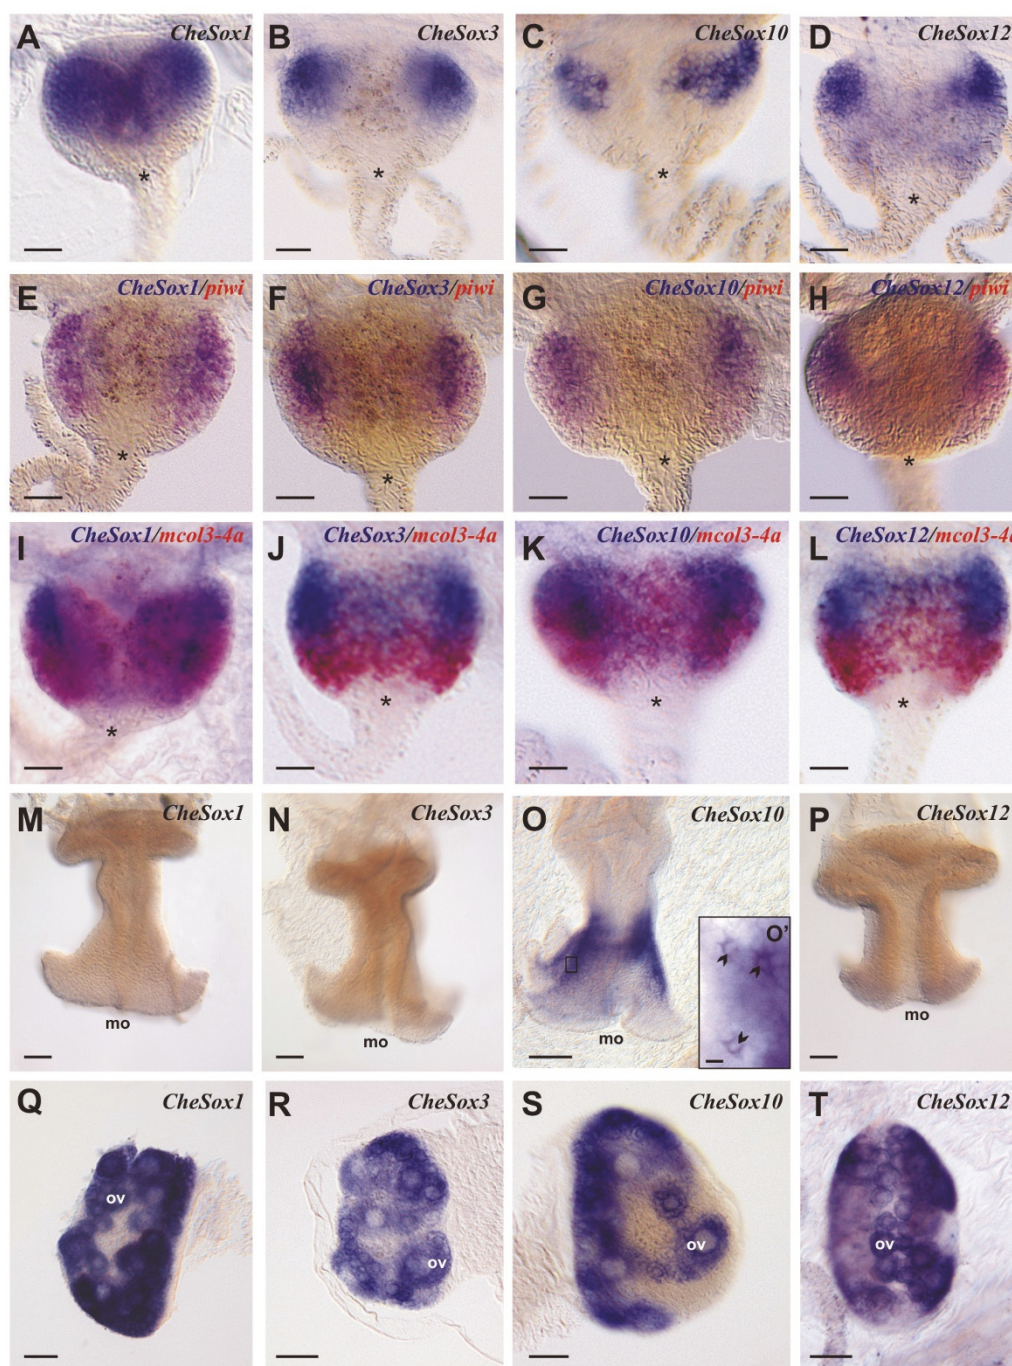 A CheSox1
B CheSox3
C CheSox10
D CheSox12
*
*
*
*
E CheSox1/piwi
F CheSox3/piwi
G CheSox10/piwi
H CheSox12/piwi
*
*
*
*
I CheSox1/mcol3-4a
J CheSox3/mcol3-4a
K CheSox10/mcol3-4a
L CheSox12/mcol3-4a
*
*
*
*
M CheSox1
mo
N CheSox3
mo
O CheSox10
O'
mo
P CheSox12
mo
Q CheSox1
ov
R CheSox3
ov
S CheSox10
ov
T CheSox12
ov